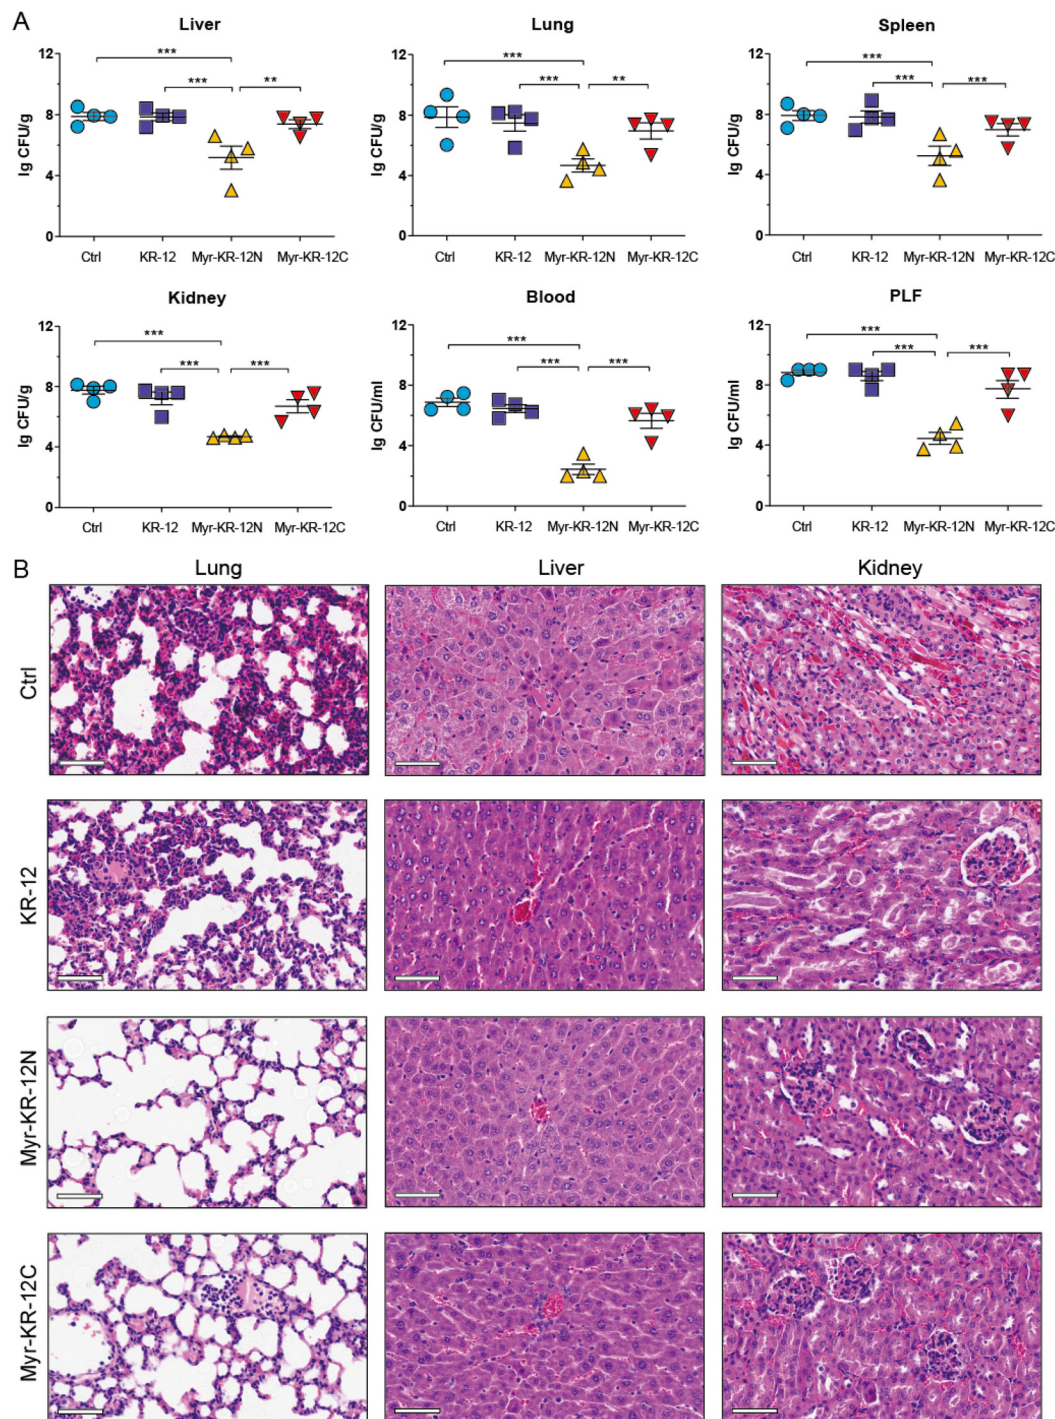 A
Liver
Lung
Spleen
lg CFU/g
12
8
4
0
***
***
**
Ctrl
KR-12
Myr-KR-12N
Myr-KR-12C
lg CFU/g
12
8
4
0
***
***
**
Ctrl
KR-12
Myr-KR-12N
Myr-KR-12C
lg CFU/g
12
8
4
0
***
***
***
Ctrl
KR-12
Myr-KR-12N
Myr-KR-12C
Kidney
Blood
PLF
lg CFU/g
12
8
4
0
***
***
***
Ctrl
KR-12
Myr-KR-12N
Myr-KR-12C
lg CFU/ml
12
8
4
0
***
***
***
Ctrl
KR-12
Myr-KR-12N
Myr-KR-12C
lg CFU/ml
12
8
4
0
***
***
***
Ctrl
KR-12
Myr-KR-12N
Myr-KR-12C
B
Lung
Liver
Kidney
Ctrl
KR-12
Myr-KR-12N
Myr-KR-12C